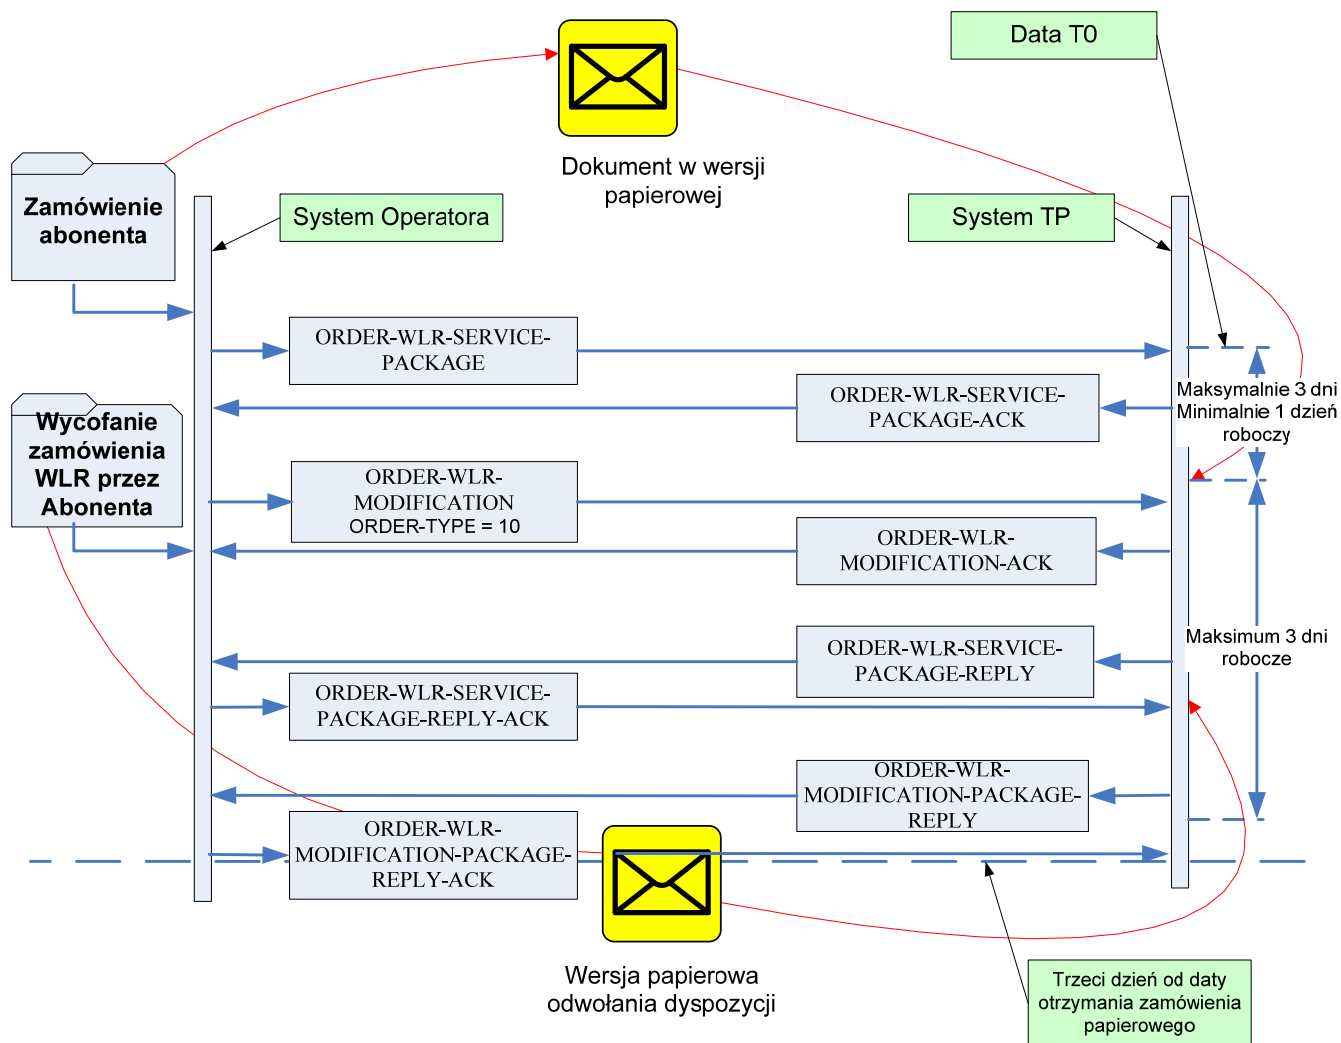 Data T0
Dokument w wersji
papierowej
Zamówienie
abonenta
System Operatora
System TP
ORDER-WLR-SERVICE-
PACKAGE
ORDER-WLR-SERVICE-
PACKAGE-ACK
Maksymalnie 3 dni
Minimalnie 1 dzień
roboczy
Wycofanie
zamówienia
WLR przez
Abonenta
ORDER-WLR-
MODIFICATION
ORDER-TYPE = 10
ORDER-WLR-
MODIFICATION-ACK
ORDER-WLR-SERVICE-
PACKAGE-REPLY
Maksimum 3 dni
robocze
ORDER-WLR-SERVICE-
PACKAGE-REPLY-ACK
ORDER-WLR-
MODIFICATION-PACKAGE-
REPLY
ORDER-WLR-
MODIFICATION-PACKAGE-
REPLY-ACK
Wersja papierowa
odwołania dyspozycji
Trzeci dzień od daty
otrzymania zamówienia
papierowego